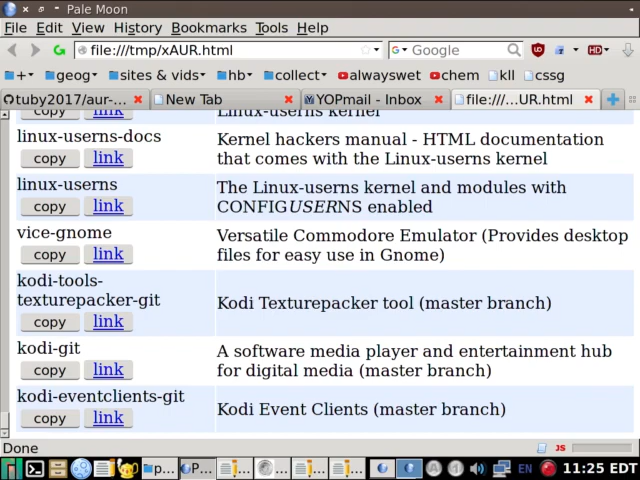 Pale Moon
File Edit View History Bookmarks Tools Help
file:///tmp/xAUR.html
Google
HD
+ geog sites & vids hb collect alwayswet chem kll cssg
tuby2017/aur-... New Tab YOPmail - Inbox file:///...UR.html
copy link Linux-userns kernel
linux-userns-docs
copy link
Kernel hackers manual - HTML documentation
that comes with the Linux-userns kernel
linux-userns
copy link
The Linux-userns kernel and modules with
CONFIGUSERNS enabled
vice-gnome
copy link
Versatile Commodore Emulator (Provides desktop
files for easy use in Gnome)
kodi-tools-
texturepacker-git
copy link
Kodi Texturepacker tool (master branch)
kodi-git
copy link
A software media player and entertainment hub
for digital media (master branch)
kodi-eventclients-git
copy link
Kodi Event Clients (master branch)
Done
JS
p... P... ... ... ... ... EN 11:25 EDT